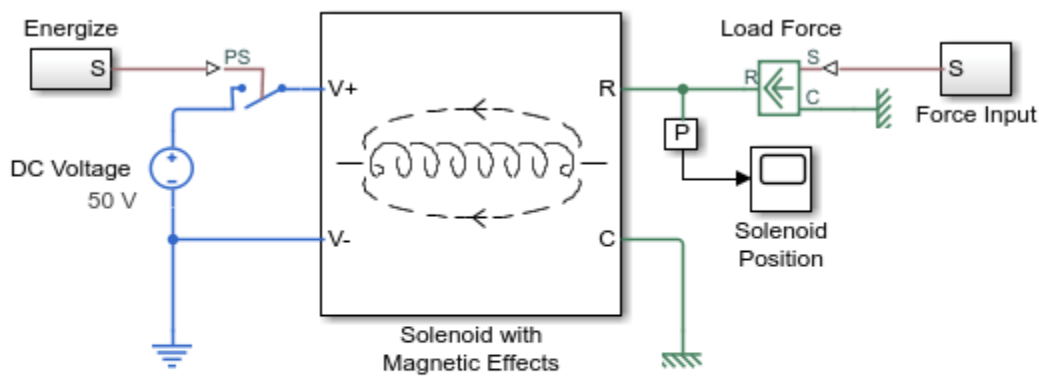 Energize
S
PS
DC Voltage
50 V
V+
V-
R
C
Solenoid with
Magnetic Effects
Load Force
R
S
C
S
Force Input
P
Solenoid
Position